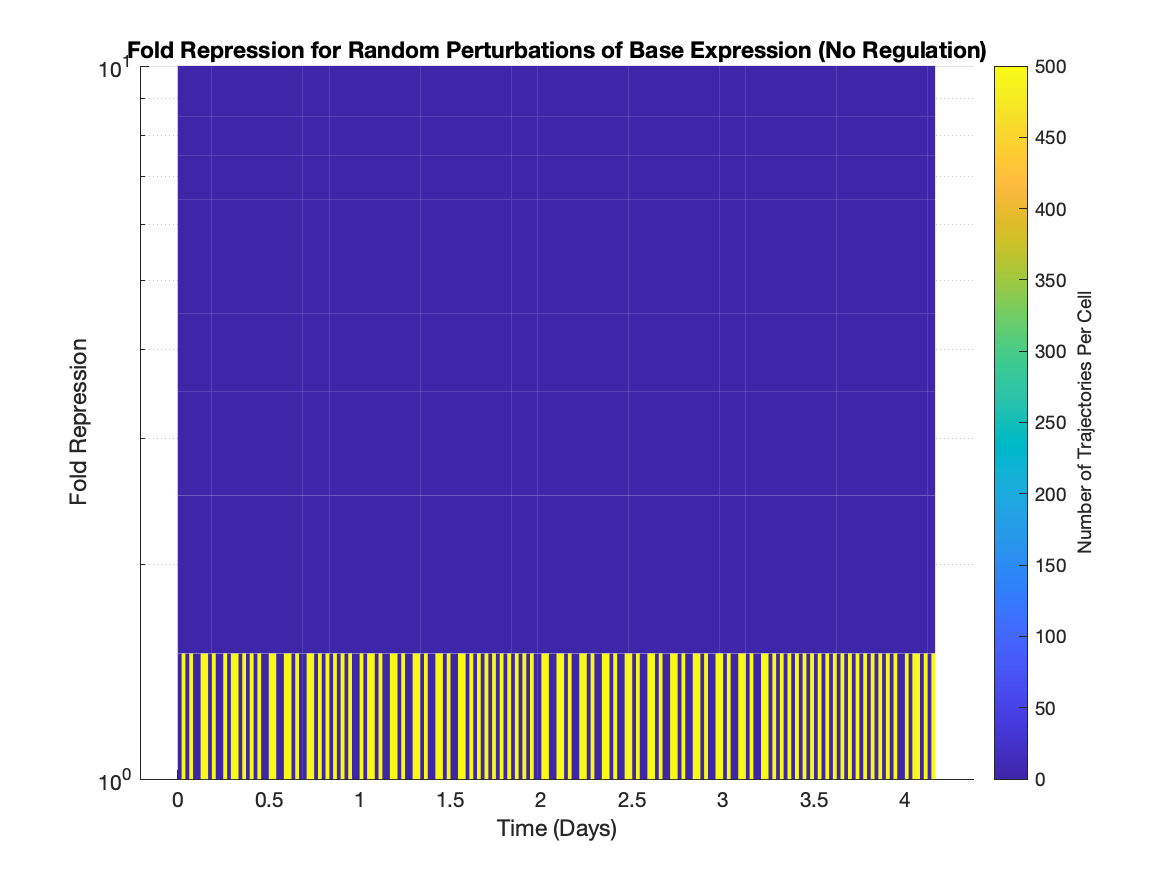 Fold Repression for Random Perturbations of Base Expression (No Regulation)
10^1
10^0
Fold Repression
0 0.5 1 1.5 2 2.5 3 3.5 4
Time (Days)
500
450
400
350
300
250
200
150
100
50
0
Number of Trajectories Per Cell